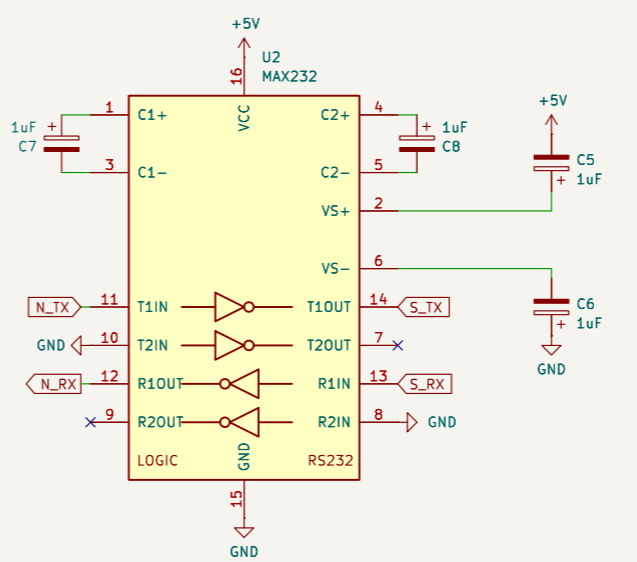 +5V
U2
MAX232
16
VCC
1
C1+
C2+
4
+
1uF
C7
+
1uF
C8
3
C1-
C2-
5
+5V
C5
1uF
+
VS+
2
VS-
6
C6
1uF
+
GND
N_TX
11
T1IN
T1OUT
14
S_TX
GND
10
T2IN
T2OUT
7
N_RX
12
R1OUT
R1IN
13
S_RX
9
R2OUT
R2IN
8
GND
LOGIC
GND
RS232
15
GND